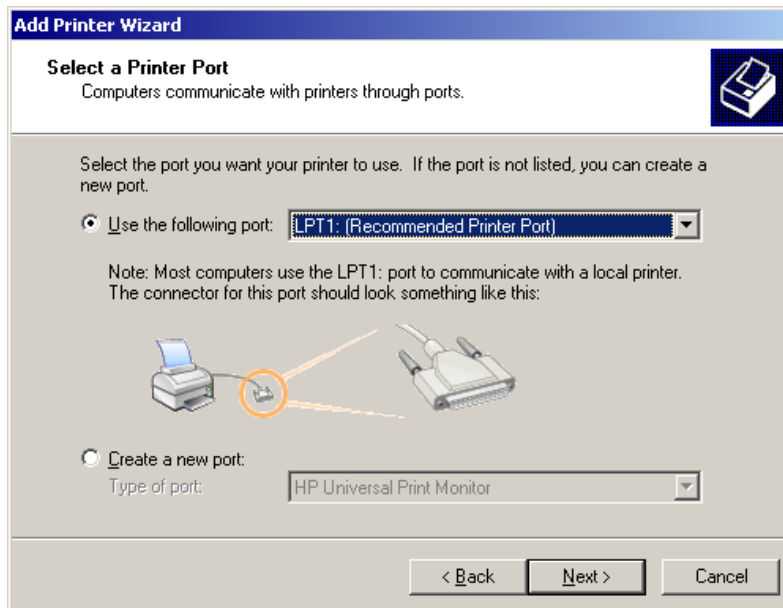 Add Printer Wizard
Select a Printer Port
Computers communicate with printers through ports.
Select the port you want your printer to use.  If the port is not listed, you can create a
new port.
Use the following port: LPT1: (Recommended Printer Port)
Note: Most computers use the LPT1: port to communicate with a local printer.
The connector for this port should look something like this:
Create a new port:
Type of port: HP Universal Print Monitor
< Back Next > Cancel